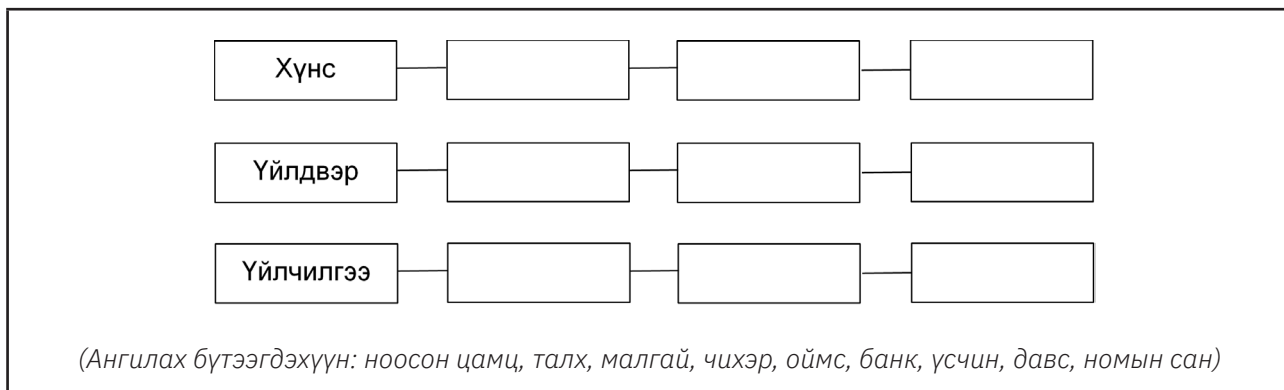 Хүнс
Үйлдвэр
Үйлчилгээ
(Ангилах бүтээгдэхүүн: ноосон цамц, талх, малгай, чихэр, оймс, банк, үсчин, давс, номын сан)